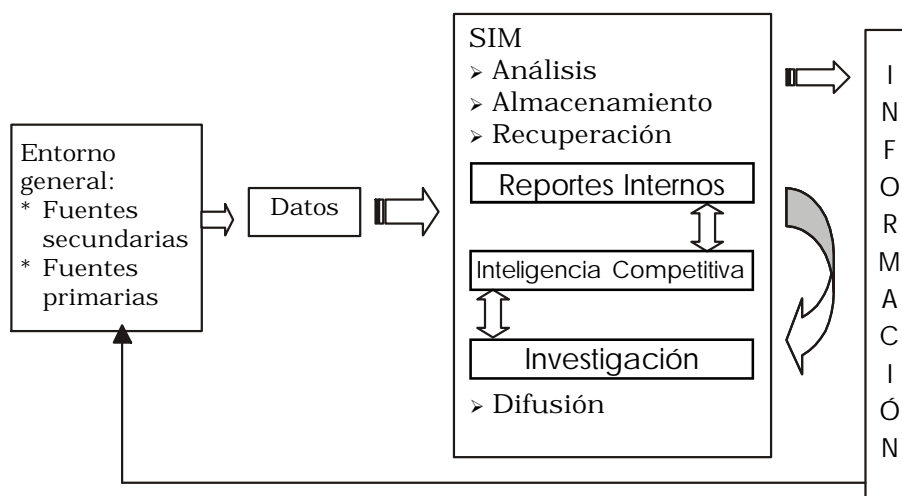 Entorno
general:
* Fuentes
secundarias
* Fuentes
primarias
Datos
SIM
➢ Análisis
➢ Almacenamiento
➢ Recuperación
Reportes Internos
Inteligencia Competitiva
Investigación
➢ Difusión
I
N
F
O
R
M
A
C
I
Ó
N